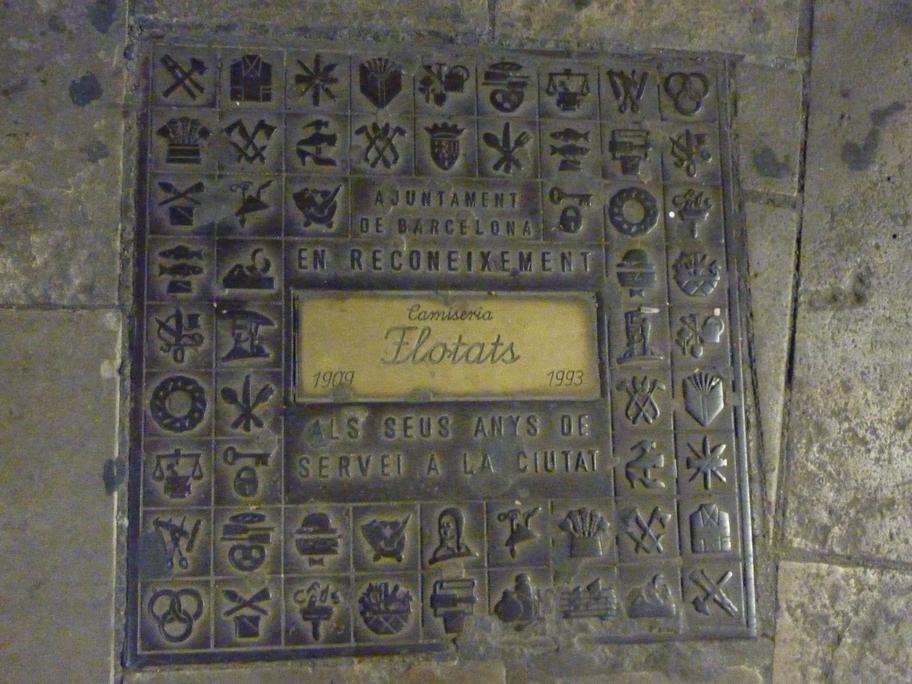 AJUNTAMENT
DE BARCELONA
EN RECONEIXEMENT
Camiseria
Flotats
1909 1993
ALS SEUS ANYS DE
SERVEI A LA CIUTAT